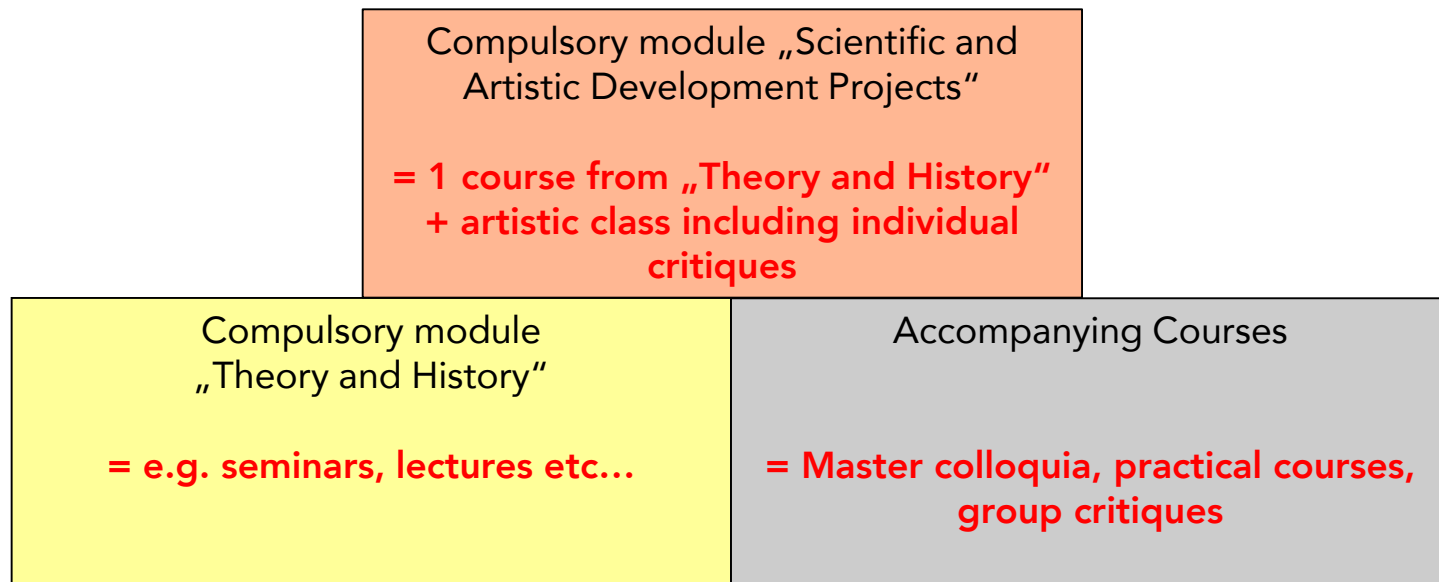 Compulsory module „Scientific and
Artistic Development Projects“
= 1 course from „Theory and History“
+ artistic class including individual
critiques
Compulsory module
„Theory and History“
= e.g. seminars, lectures etc…
Accompanying Courses
= Master colloquia, practical courses,
group critiques